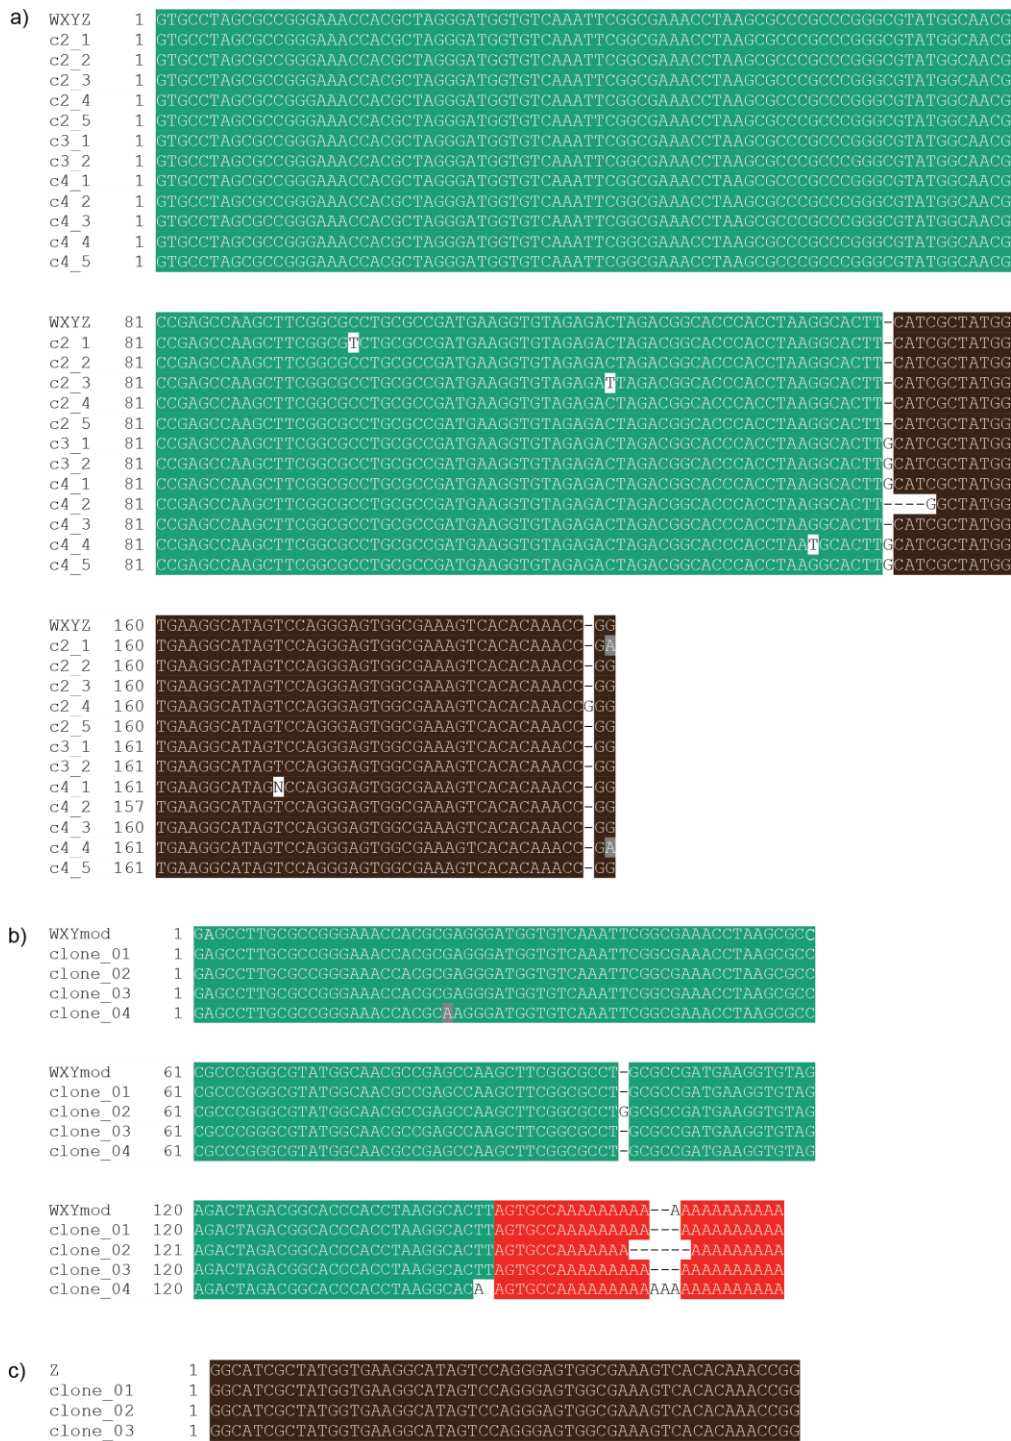 a) WXYZ 1 GTGCCTAGCGCCGGGAAACCACGCTAGGGATGGTGTCAAATTCGGCGAAACCTAAGCGCCCGCCCGGGCGTATGGCAACG
c2_1 1 GTGCCTAGCGCCGGGAAACCACGCTAGGGATGGTGTCAAATTCGGCGAAACCTAAGCGCCCGCCCGGGCGTATGGCAACG
c2_2 1 GTGCCTAGCGCCGGGAAACCACGCTAGGGATGGTGTCAAATTCGGCGAAACCTAAGCGCCCGCCCGGGCGTATGGCAACG
c2_3 1 GTGCCTAGCGCCGGGAAACCACGCTAGGGATGGTGTCAAATTCGGCGAAACCTAAGCGCCCGCCCGGGCGTATGGCAACG
c2_4 1 GTGCCTAGCGCCGGGAAACCACGCTAGGGATGGTGTCAAATTCGGCGAAACCTAAGCGCCCGCCCGGGCGTATGGCAACG
c2_5 1 GTGCCTAGCGCCGGGAAACCACGCTAGGGATGGTGTCAAATTCGGCGAAACCTAAGCGCCCGCCCGGGCGTATGGCAACG
c3_1 1 GTGCCTAGCGCCGGGAAACCACGCTAGGGATGGTGTCAAATTCGGCGAAACCTAAGCGCCCGCCCGGGCGTATGGCAACG
c3_2 1 GTGCCTAGCGCCGGGAAACCACGCTAGGGATGGTGTCAAATTCGGCGAAACCTAAGCGCCCGCCCGGGCGTATGGCAACG
c4_1 1 GTGCCTAGCGCCGGGAAACCACGCTAGGGATGGTGTCAAATTCGGCGAAACCTAAGCGCCCGCCCGGGCGTATGGCAACG
c4_2 1 GTGCCTAGCGCCGGGAAACCACGCTAGGGATGGTGTCAAATTCGGCGAAACCTAAGCGCCCGCCCGGGCGTATGGCAACG
c4_3 1 GTGCCTAGCGCCGGGAAACCACGCTAGGGATGGTGTCAAATTCGGCGAAACCTAAGCGCCCGCCCGGGCGTATGGCAACG
c4_4 1 GTGCCTAGCGCCGGGAAACCACGCTAGGGATGGTGTCAAATTCGGCGAAACCTAAGCGCCCGCCCGGGCGTATGGCAACG
c4_5 1 GTGCCTAGCGCCGGGAAACCACGCTAGGGATGGTGTCAAATTCGGCGAAACCTAAGCGCCCGCCCGGGCGTATGGCAACG
WXYZ 81 CCGAGCCAAGCTTCGGCGCCTGCGCCGATGAAGGTGTAGAGACTAGACGGCACCCACCTAAGGCACTT-CATCGCTATGG
c2_1 81 CCGAGCCAAGCTTCGGCGTCTGCGCCGATGAAGGTGTAGAGACTAGACGGCACCCACCTAAGGCACTT-CATCGCTATGG
c2_2 81 CCGAGCCAAGCTTCGGCGCCTGCGCCGATGAAGGTGTAGAGACTAGACGGCACCCACCTAAGGCACTT-CATCGCTATGG
c2_3 81 CCGAGCCAAGCTTCGGCGCCTGCGCCGATGAAGGTGTAGAGATTAGACGGCACCCACCTAAGGCACTT-CATCGCTATGG
c2_4 81 CCGAGCCAAGCTTCGGCGCCTGCGCCGATGAAGGTGTAGAGACTAGACGGCACCCACCTAAGGCACTT-CATCGCTATGG
c2_5 81 CCGAGCCAAGCTTCGGCGCCTGCGCCGATGAAGGTGTAGAGACTAGACGGCACCCACCTAAGGCACTT-CATCGCTATGG
c3_1 81 CCGAGCCAAGCTTCGGCGCCTGCGCCGATGAAGGTGTAGAGACTAGACGGCACCCACCTAAGGCACTTGCATCGCTATGG
c3_2 81 CCGAGCCAAGCTTCGGCGCCTGCGCCGATGAAGGTGTAGAGACTAGACGGCACCCACCTAAGGCACTTGCATCGCTATGG
c4_1 81 CCGAGCCAAGCTTCGGCGCCTGCGCCGATGAAGGTGTAGAGACTAGACGGCACCCACCTAAGGCACTTGCATCGCTATGG
c4_2 81 CCGAGCCAAGCTTCGGCGCCTGCGCCGATGAAGGTGTAGAGACTAGACGGCACCCACCTAAGGCACTT----GGCTATGG
c4_3 81 CCGAGCCAAGCTTCGGCGCCTGCGCCGATGAAGGTGTAGAGACTAGACGGCACCCACCTAAGGCACTT-CATCGCTATGG
c4_4 81 CCGAGCCAAGCTTCGGCGCCTGCGCCGATGAAGGTGTAGAGACTAGACGGCACCCACCTAATGCACTTGCATCGCTATGG
c4_5 81 CCGAGCCAAGCTTCGGCGCCTGCGCCGATGAAGGTGTAGAGACTAGACGGCACCCACCTAAGGCACTTGCATCGCTATGG
WXYZ 160 TGAAGGCATAGTCCAGGGAGTGGCGAAAGTCACACAAACC-GG
c2_1 160 TGAAGGCATAGTCCAGGGAGTGGCGAAAGTCACACAAACC-GA
c2_2 160 TGAAGGCATAGTCCAGGGAGTGGCGAAAGTCACACAAACC-GG
c2_3 160 TGAAGGCATAGTCCAGGGAGTGGCGAAAGTCACACAAACC-GG
c2_4 160 TGAAGGCATAGTCCAGGGAGTGGCGAAAGTCACACAAACCGGG
c2_5 160 TGAAGGCATAGTCCAGGGAGTGGCGAAAGTCACACAAACC-GG
c3_1 161 TGAAGGCATAGTCCAGGGAGTGGCGAAAGTCACACAAACC-GG
c3_2 161 TGAAGGCATAGTCCAGGGAGTGGCGAAAGTCACACAAACC-GG
c4_1 161 TGAAGGCATAGNCCAGGGAGTGGCGAAAGTCACACAAACC-GG
c4_2 157 TGAAGGCATAGTCCAGGGAGTGGCGAAAGTCACACAAACC-GG
c4_3 160 TGAAGGCATAGTCCAGGGAGTGGCGAAAGTCACACAAACC-GG
c4_4 161 TGAAGGCATAGTCCAGGGAGTGGCGAAAGTCACACAAACC-GA
c4_5 161 TGAAGGCATAGTCCAGGGAGTGGCGAAAGTCACACAAACC-GG
b) WXYmod 1 GAGCCTTGCGCCGGGAAACCACGCGAGGGATGGTGTCAAATTCGGCGAAACCTAAGCGCC
clone_01 1 GAGCCTTGCGCCGGGAAACCACGCGAGGGATGGTGTCAAATTCGGCGAAACCTAAGCGCC
clone_02 1 GAGCCTTGCGCCGGGAAACCACGCGAGGGATGGTGTCAAATTCGGCGAAACCTAAGCGCC
clone_03 1 GAGCCTTGCGCCGGGAAACCACGCGAGGGATGGTGTCAAATTCGGCGAAACCTAAGCGCC
clone_04 1 GAGCCTTGCGCCGGGAAACCACGCAAGGGATGGTGTCAAATTCGGCGAAACCTAAGCGCC
WXYmod 61 CGCCCGGGCGTATGGCAACGCCGAGCCAAGCTTCGGCGCCT-GCGCCGATGAAGGTGTAG
clone_01 61 CGCCCGGGCGTATGGCAACGCCGAGCCAAGCTTCGGCGCCT-GCGCCGATGAAGGTGTAG
clone_02 61 CGCCCGGGCGTATGGCAACGCCGAGCCAAGCTTCGGCGCCTGGCGCCGATGAAGGTGTAG
clone_03 61 CGCCCGGGCGTATGGCAACGCCGAGCCAAGCTTCGGCGCCT-GCGCCGATGAAGGTGTAG
clone_04 61 CGCCCGGGCGTATGGCAACGCCGAGCCAAGCTTCGGCGCCT-GCGCCGATGAAGGTGTAG
WXYmod 120 AGACTAGACGGCACCCACCTAAGGCACTTAGTGCCAAAAAAAAA--AAAAAAAAAAA
clone_01 120 AGACTAGACGGCACCCACCTAAGGCACTTAGTGCCAAAAAAAAA---AAAAAAAAAA
clone_02 121 AGACTAGACGGCACCCACCTAAGGCACTTAGTGCCAAAAAAA------AAAAAAAAA
clone_03 120 AGACTAGACGGCACCCACCTAAGGCACTTAGTGCCAAAAAAAAA---AAAAAAAAAA
clone_04 120 AGACTAGACGGCACCCACCTAAGGCACA AGTGCCAAAAAAAAAAAAAAAAAAAAAA
c) Z 1 GGCATCGCTATGGTGAAGGCATAGTCCAGGGAGTGGCGAAAGTCACACAAACCGG
clone_01 1 GGCATCGCTATGGTGAAGGCATAGTCCAGGGAGTGGCGAAAGTCACACAAACCGG
clone_02 1 GGCATCGCTATGGTGAAGGCATAGTCCAGGGAGTGGCGAAAGTCACACAAACCGG
clone_03 1 GGCATCGCTATGGTGAAGGCATAGTCCAGGGAGTGGCGAAAGTCACACAAACCGG